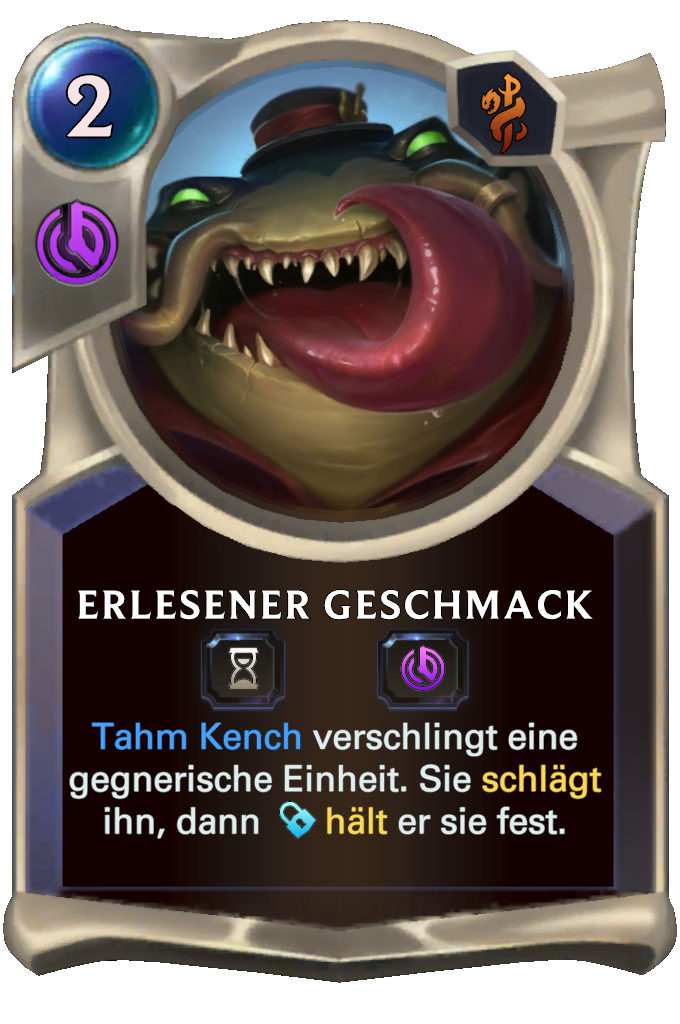 2
ERLESENER GESCHMACK
Tahm Kench verschlingt eine
gegnerische Einheit. Sie schlägt
ihn, dann hält er sie fest.